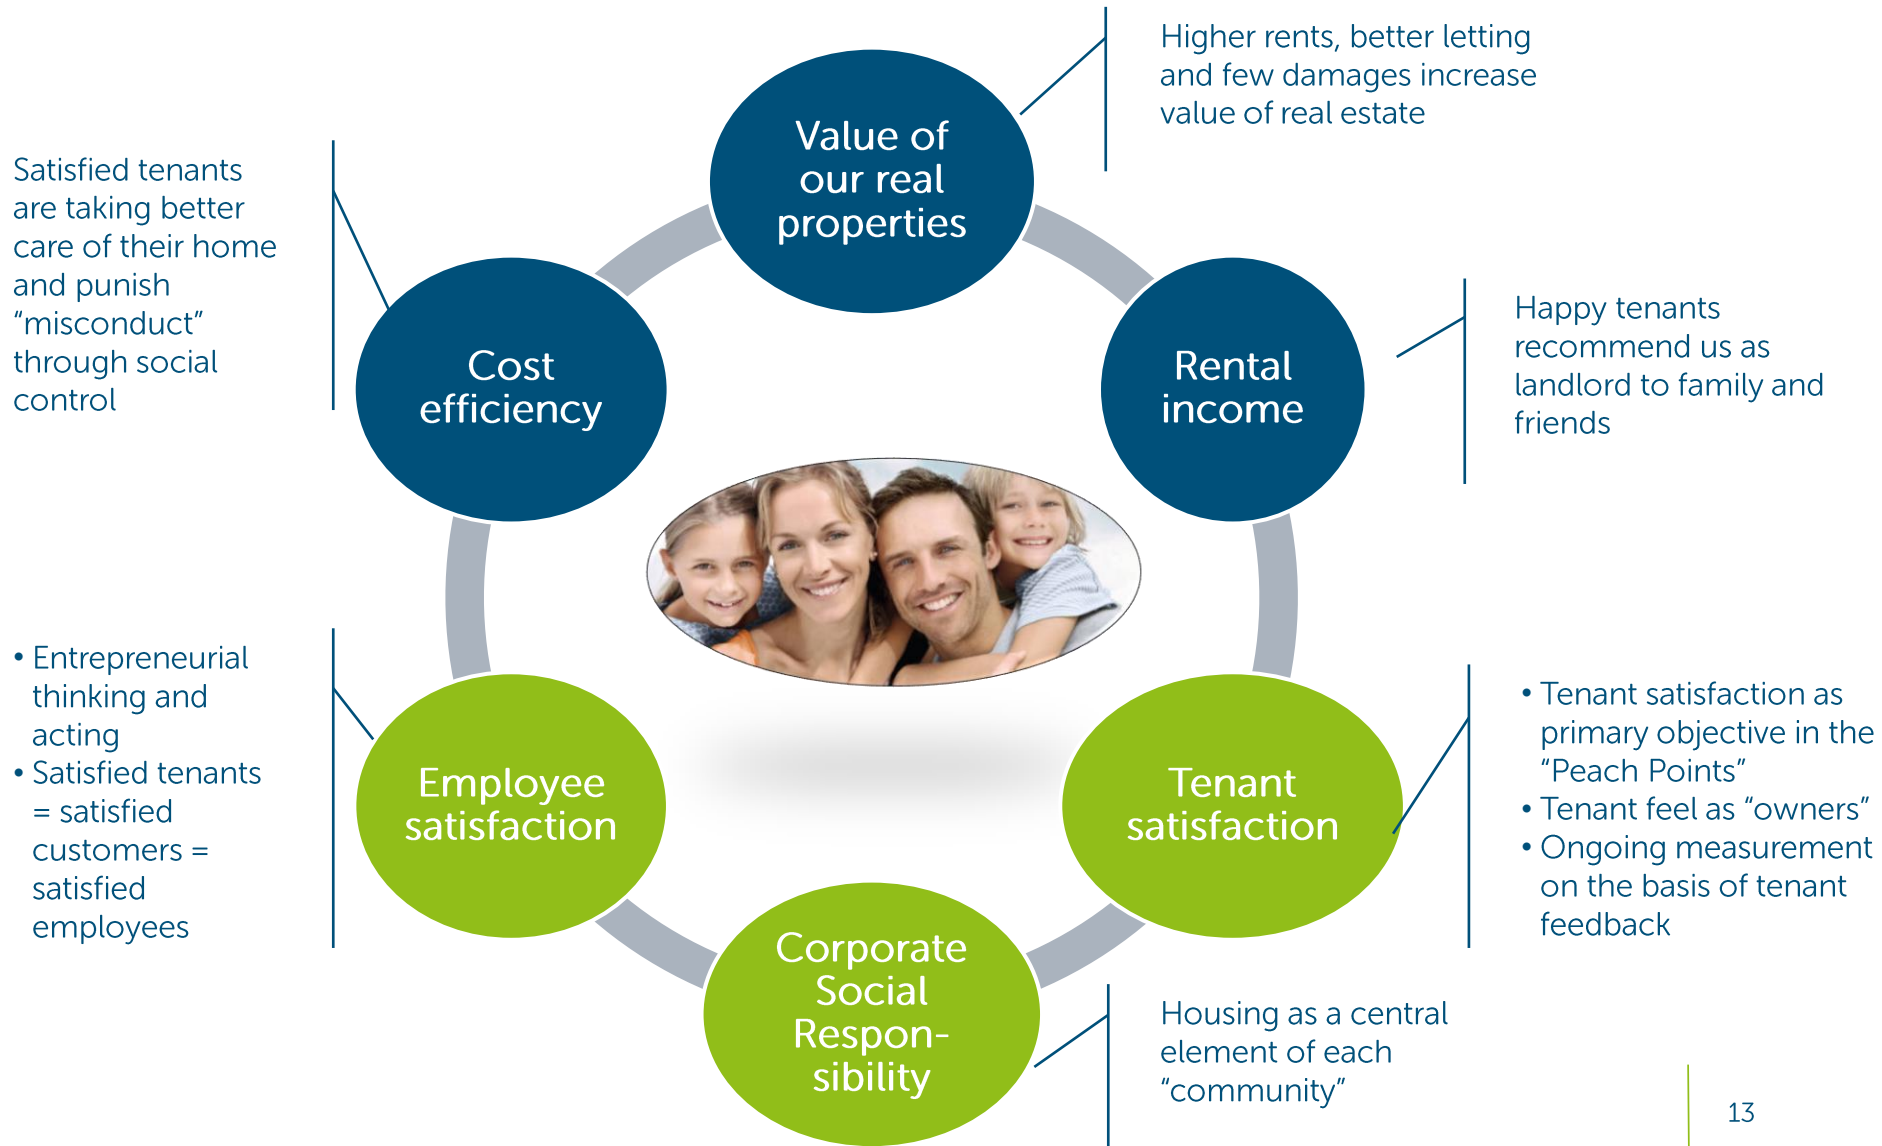 Higher rents, better letting
and few damages increase
value of real estate
Value of
our real
properties
Satisfied tenants
are taking better
care of their home
and punish
“misconduct”
through social
control
Cost
efficiency
Rental
income
Happy tenants
recommend us as
landlord to family and
friends
• Entrepreneurial
thinking and
acting
• Satisfied tenants
= satisfied
customers =
satisfied
employees
Employee
satisfaction
Tenant
satisfaction
• Tenant satisfaction as
primary objective in the
“Peach Points”
• Tenant feel as “owners”
• Ongoing measurement
on the basis of tenant
feedback
Corporate
Social
Respon-
sibility
Housing as a central
element of each
“community”
13